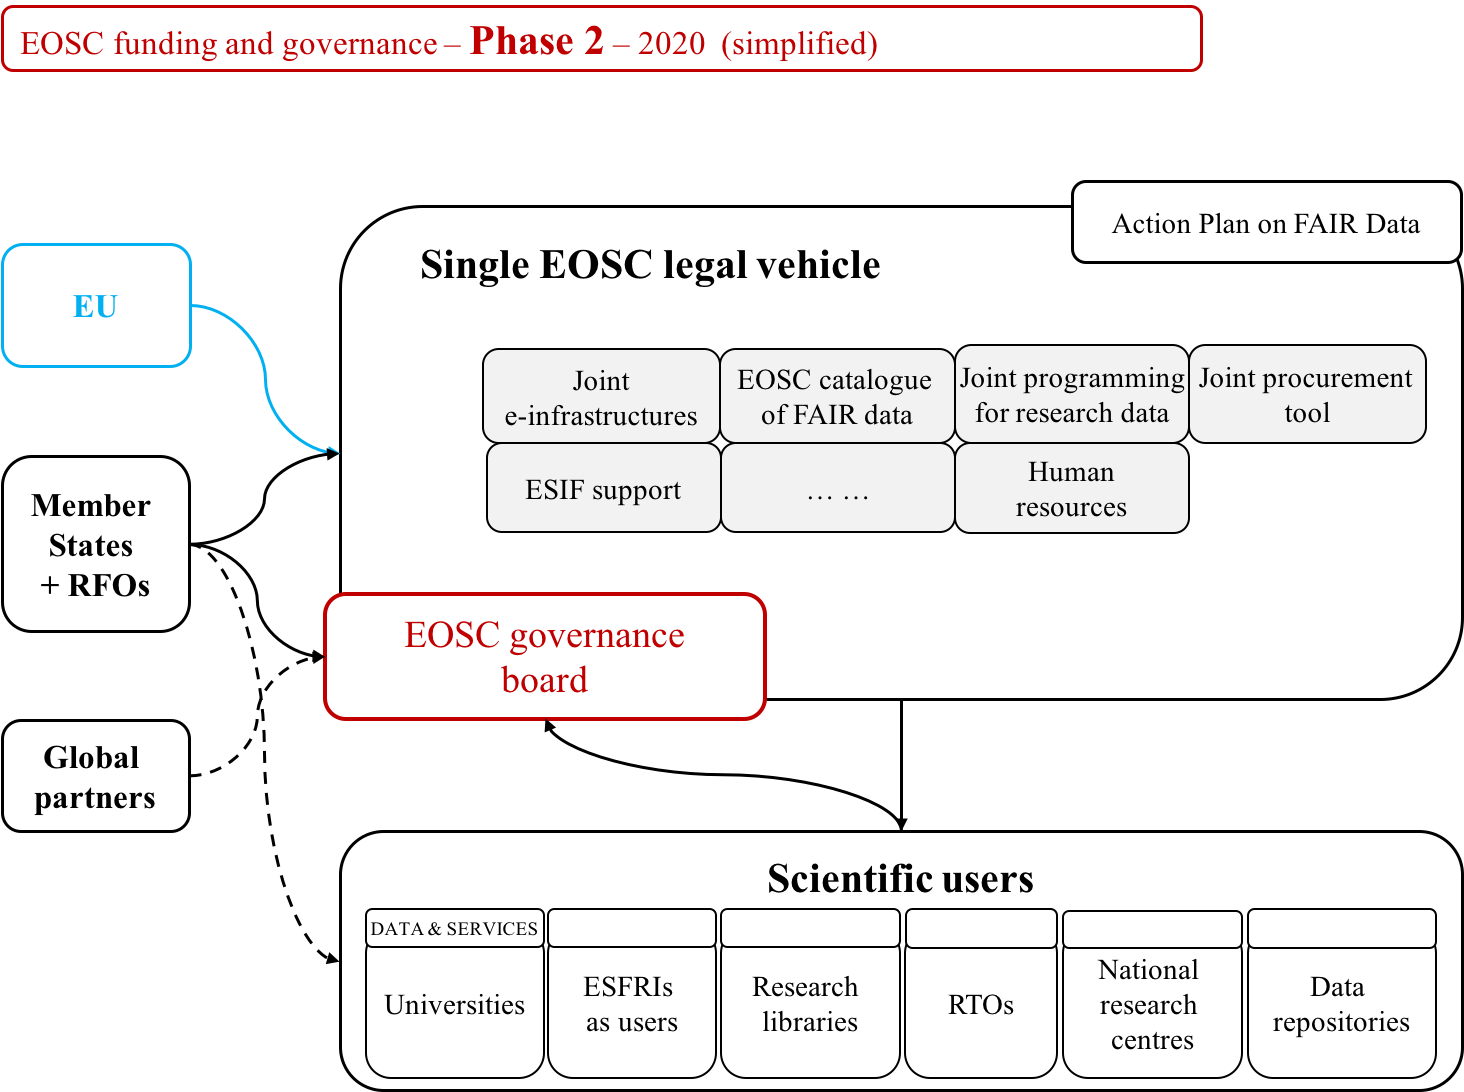 EOSC funding and governance – Phase 2 – 2020 (simplified)
Action Plan on FAIR Data
Single EOSC legal vehicle
EU
Joint
e-infrastructures
EOSC catalogue
of FAIR data
Joint programming
for research data
Joint procurement
tool
ESIF support
… …
Human
resources
Member
States
+ RFOs
EOSC governance
board
Global
partners
Scientific users
DATA & SERVICES
Universities
ESFRIs
as users
Research
libraries
RTOs
National
research
centres
Data
repositories